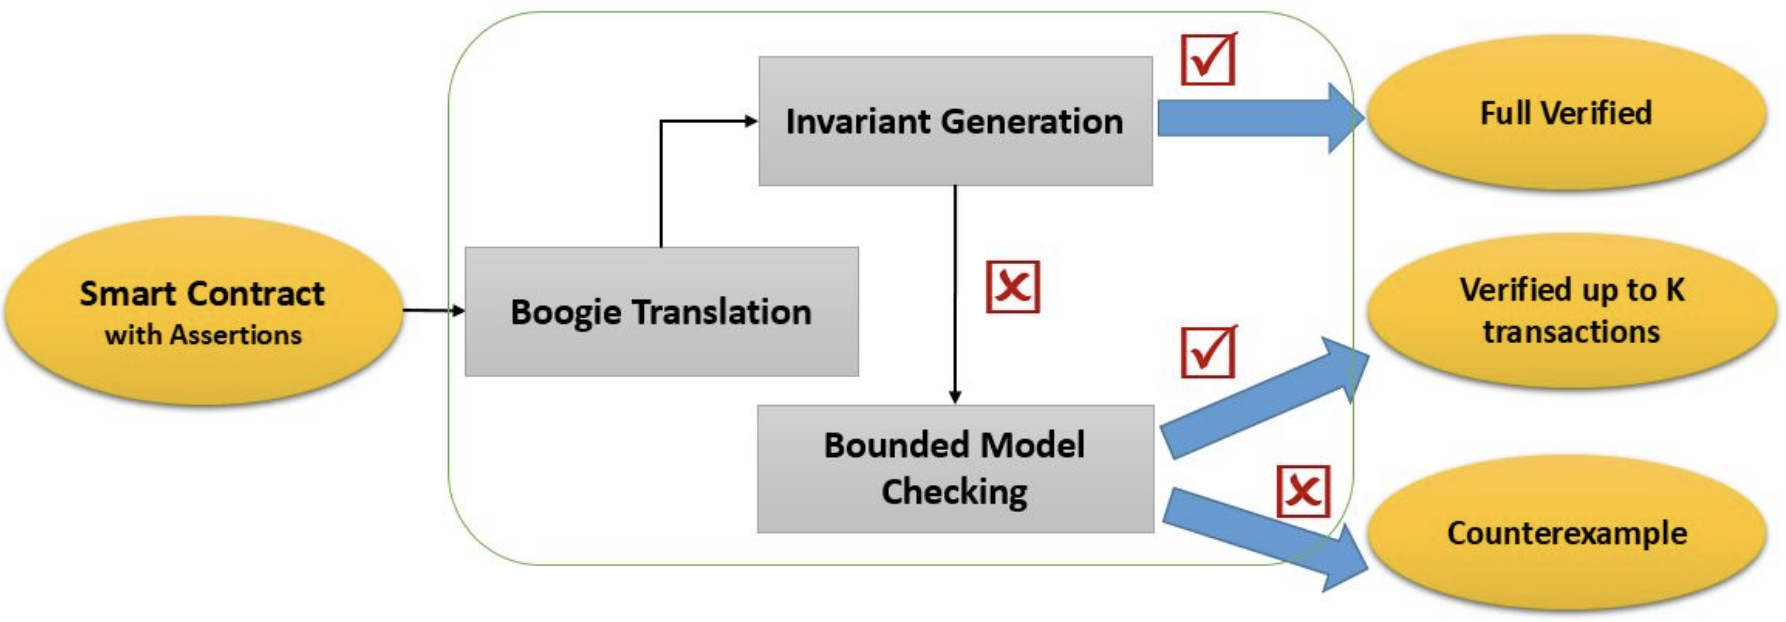 Smart Contract
with Assertions
Boogie Translation
Invariant Generation
Bounded Model
Checking
Full Verified
Verified up to K
transactions
Counterexample